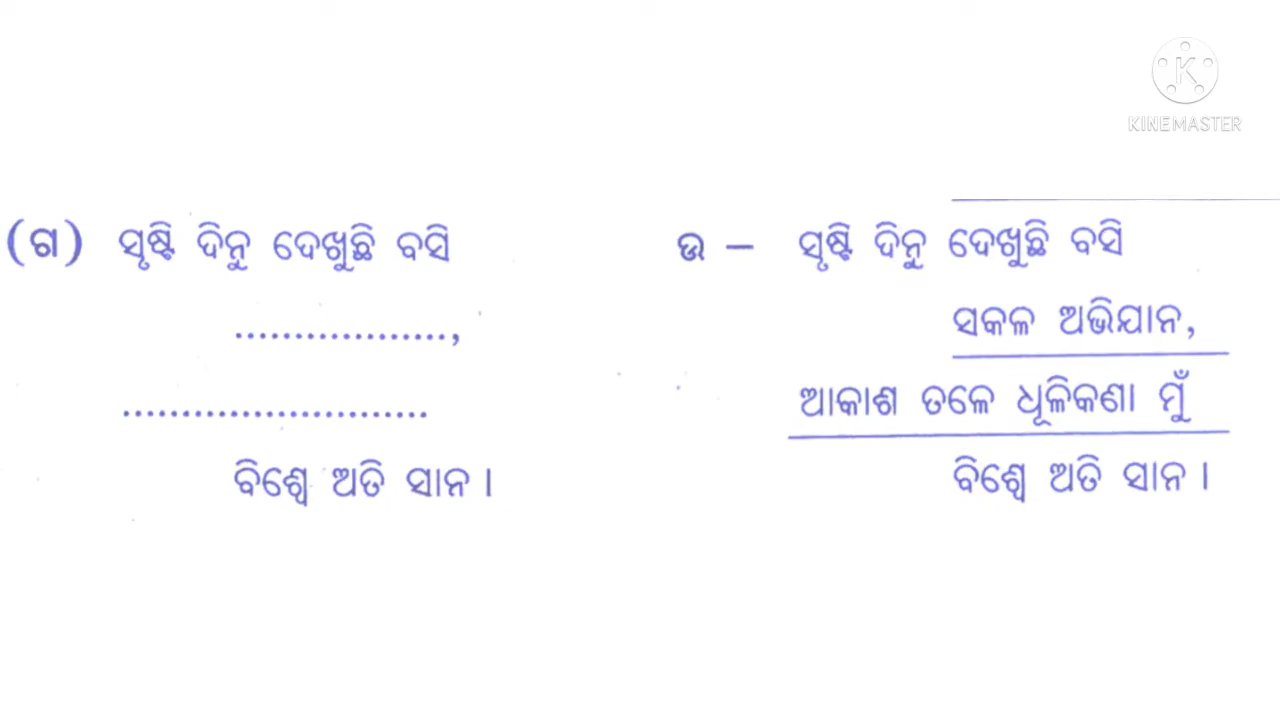 KINEMASTER
(ଗ) ସୃଷ୍ଟି ଦିନୁ ଦେଖୁଛି ବସି
....................,
..........................
ବିଶ୍ୱେ ଅତି ସାନ।
ଉ – ସୃଷ୍ଟି ଦିନୁ ଦେଖୁଛି ବସି
ସକଳ ଅଭିଯାନ,
ଆକାଶ ତଳେ ଧୂଳିକଣା ମୁଁ
ବିଶ୍ୱେ ଅତି ସାନ।